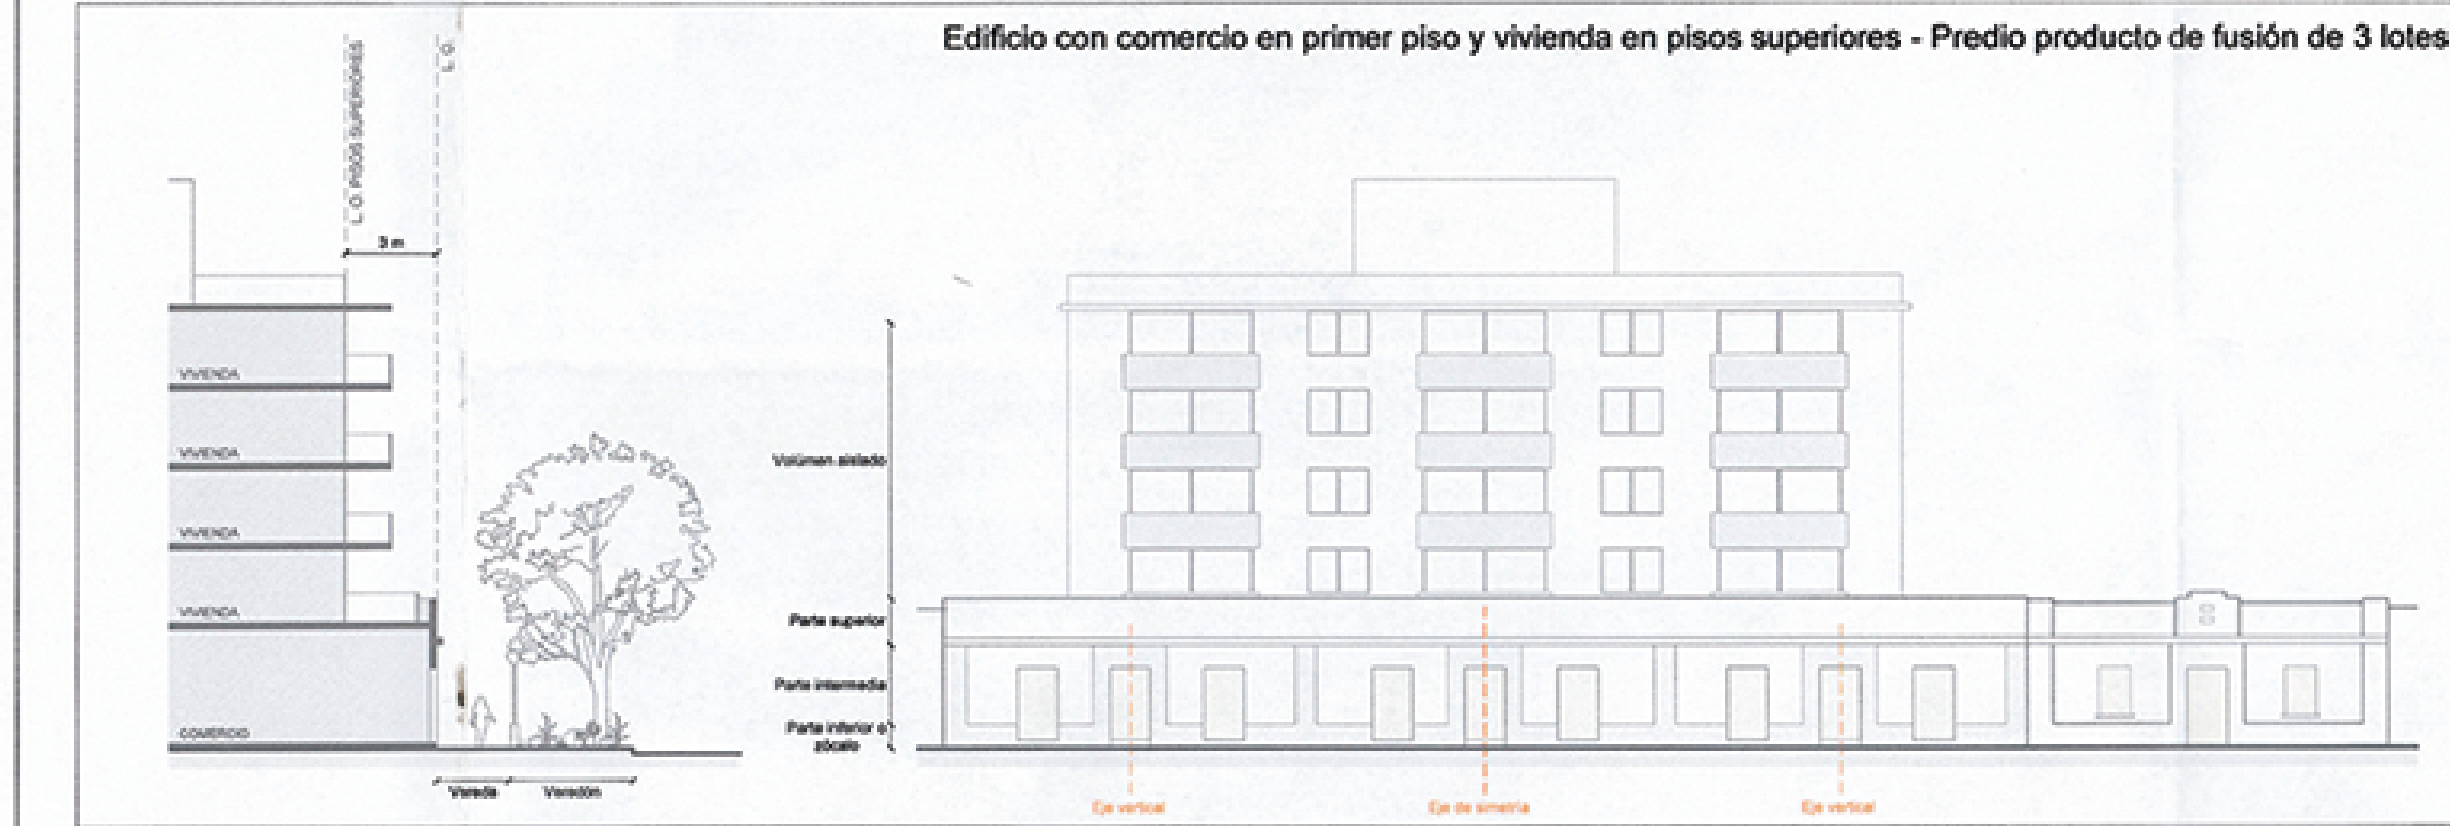 Edificio con comercio en primer piso y vivienda en pisos superiores - Predio producto de fusión de 3 lotes
L. O. PISOS SUPERIORES
L. O.
3 m
VIVIENDA
VIVIENDA
VIVIENDA
VIVIENDA
COMERCIO
Vereda
Veredón
Volúmen aislado
Parte superior
Parte intermedia
Parte inferior o
zócalo
Eje vertical
Eje de simetría
Eje vertical